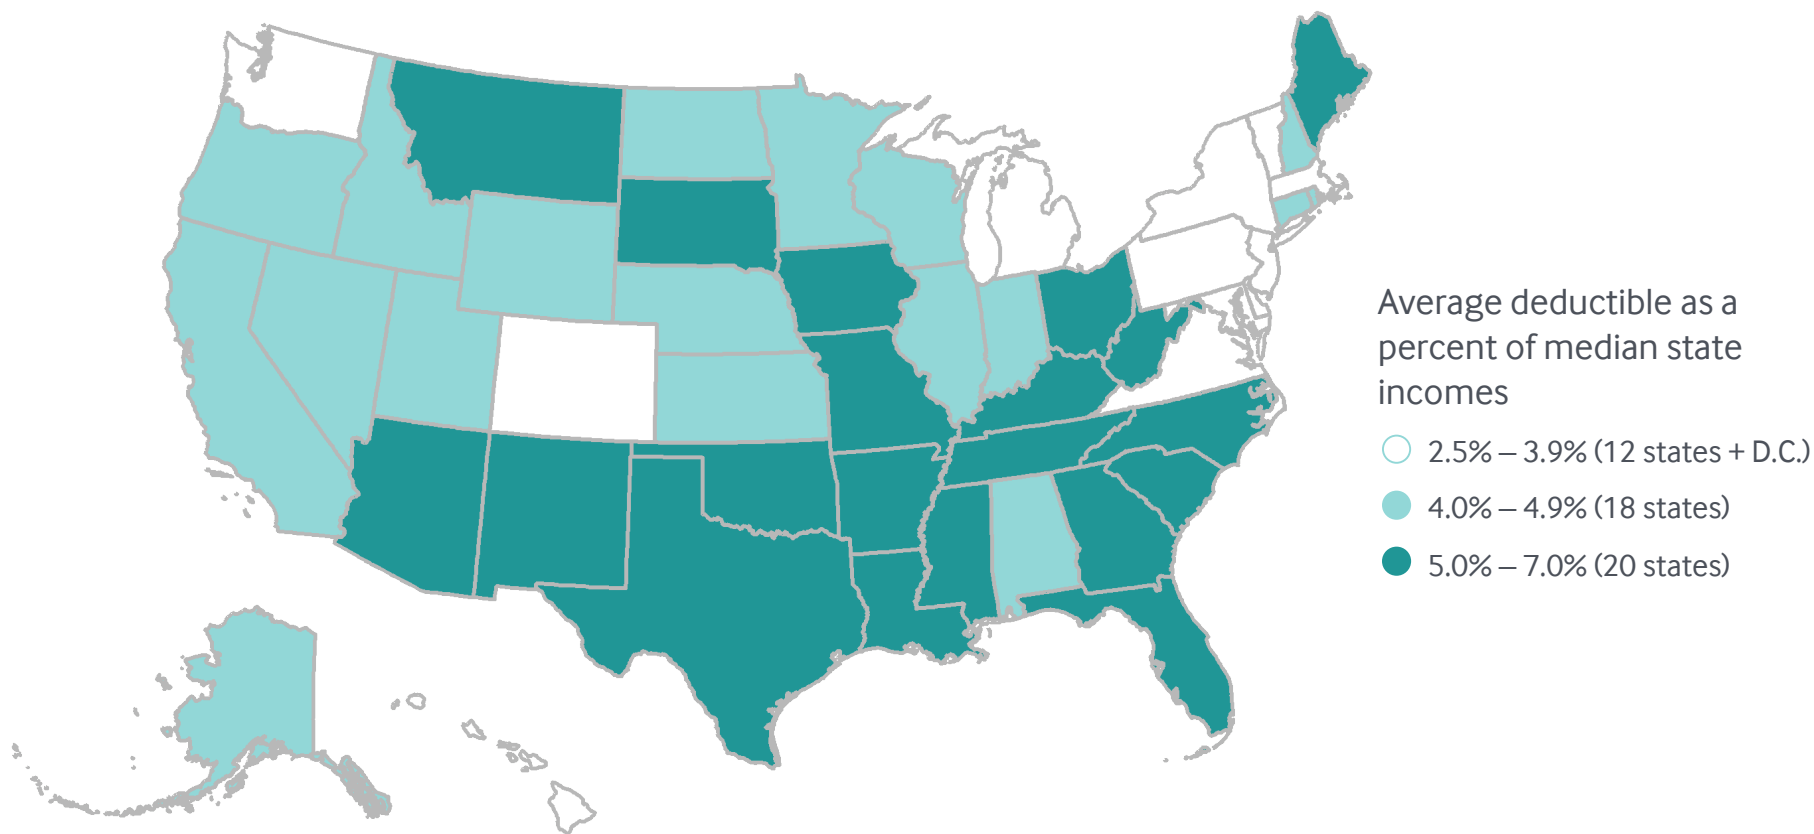 Average deductible as a
percent of median state
incomes
2.5% – 3.9% (12 states + D.C.)
4.0% – 4.9% (18 states)
5.0% – 7.0% (20 states)